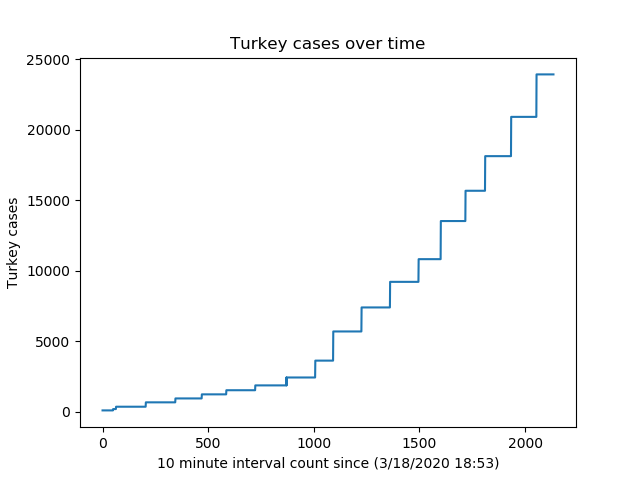 Turkey cases over time
25000
20000
15000
10000
5000
0
Turkey cases
0 500 1000 1500 2000
10 minute interval count since (3/18/2020 18:53)